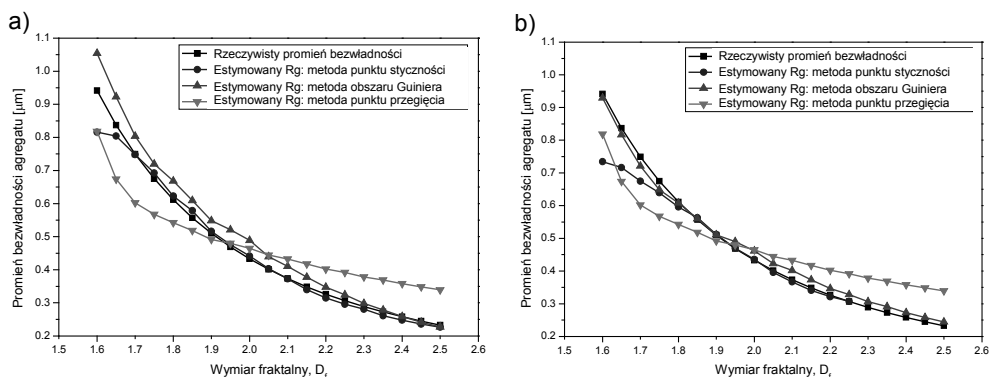 a)
1.1
1.0
0.9
0.8
0.7
0.6
0.5
0.4
0.3
0.2
Promień bezwładności agregatu [μm]
Rzeczywisty promień bezwładności
Estymowany Rg: metoda punktu styczności
Estymowany Rg: metoda obszaru Guiniera
Estymowany Rg: metoda punktu przegięcia
1.5 1.6 1.7 1.8 1.9 2.0 2.1 2.2 2.3 2.4 2.5 2.6
Wymiar fraktalny, Df
b)
1.1
1.0
0.9
0.8
0.7
0.6
0.5
0.4
0.3
0.2
Promień bezwładności agregatu [μm]
Rzeczywisty promień bezwładności
Estymowany Rg: metoda punktu styczności
Estymowany Rg: metoda obszaru Guiniera
Estymowany Rg: metoda punktu przegięcia
1.5 1.6 1.7 1.8 1.9 2.0 2.1 2.2 2.3 2.4 2.5 2.6
Wymiar fraktalny, Df